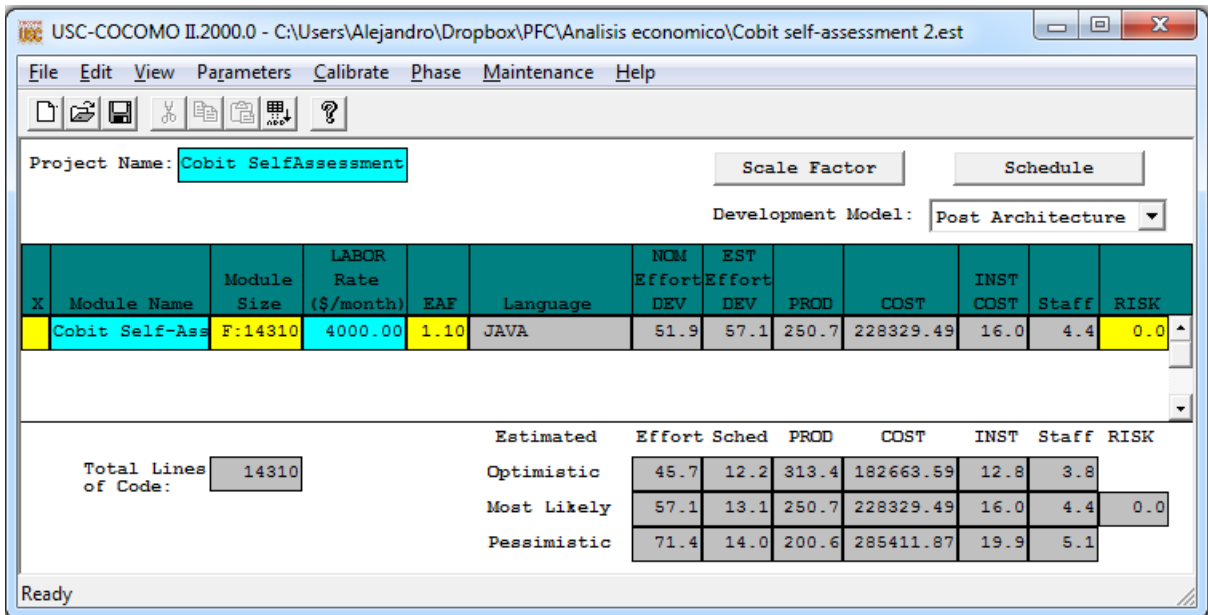 USC-COCOMO II.2000.0 - C:\Users\Alejandro\Dropbox\PFC\Analisis economico\Cobit self-assessment 2.est
File Edit View Parameters Calibrate Phase Maintenance Help
Project Name: Cobit SelfAssessment
Scale Factor Schedule
Development Model: Post Architecture
X Module Name Module Size LABOR Rate ($/month) EAF Language NOM Effort DEV EST Effort DEV PROD COST INST COST Staff RISK
Cobit Self-Ass F:14310 4000.00 1.10 JAVA 51.9 57.1 250.7 228329.49 16.0 4.4 0.0
Estimated Effort Sched PROD COST INST Staff RISK
Total Lines of Code: 14310
Optimistic 45.7 12.2 313.4 182663.59 12.8 3.8
Most Likely 57.1 13.1 250.7 228329.49 16.0 4.4 0.0
Pessimistic 71.4 14.0 200.6 285411.87 19.9 5.1
Ready